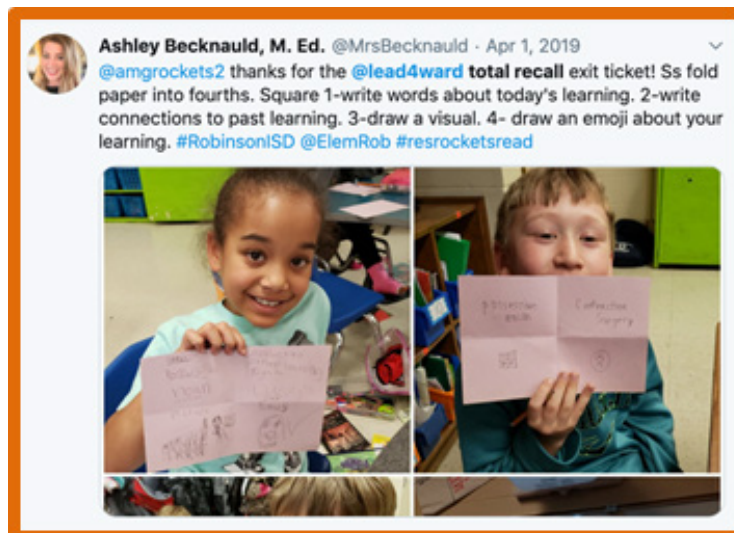 Ashley Becknauld, M. Ed. @MrsBecknauld · Apr 1, 2019
@amgrockets2 thanks for the @lead4ward total recall exit ticket! Ss fold
paper into fourths. Square 1-write words about today's learning. 2-write
connections to past learning. 3-draw a visual. 4- draw an emoji about your
learning. #RobinsonISD @ElemRob #resrocketsread